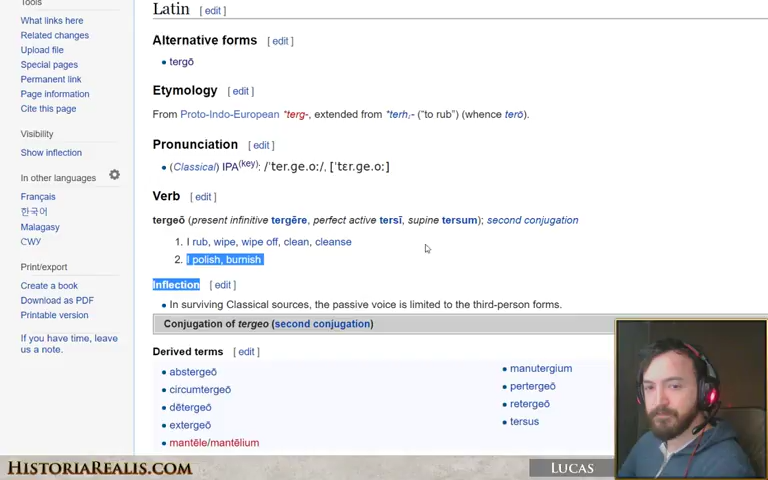 Tools
What links here
Related changes
Upload file
Special pages
Permanent link
Page information
Cite this page
Visibility
Show inflection
In other languages
Français
한국어
Malagasy
ᏣᎳᎩ
Print/export
Create a book
Download as PDF
Printable version
If you have time, leave
us a note.
Latin [ edit ]
Alternative forms [ edit ]
• tergō
Etymology [ edit ]
From Proto-Indo-European *terg-, extended from *terh₁- (“to rub”) (whence terō).
Pronunciation [ edit ]
• (Classical) IPA(key): /ˈter.ge.oː/, [ˈtɛr.ge.oː]
Verb [ edit ]
tergeō (present infinitive tergēre, perfect active tersī, supine tersum); second conjugation
1. I rub, wipe, wipe off, clean, cleanse
2. I polish, burnish
Inflection [ edit ]
• In surviving Classical sources, the passive voice is limited to the third-person forms.
Conjugation of tergeo (second conjugation)
Derived terms [ edit ]
• abstergeō
• circumtergeō
• dētergeō
• extergeō
• mantēle/mantēlium
• manutergium
• pertergeō
• retergeō
• tersus
HISTORIAREALIS.COM
LUCAS